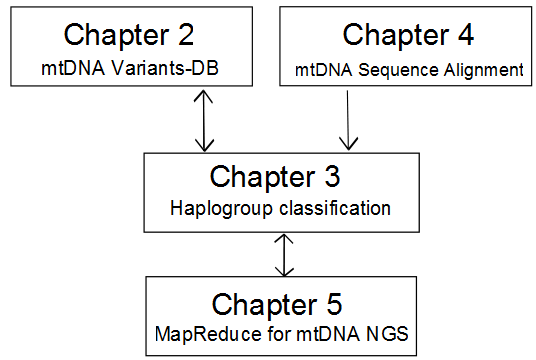 Chapter 2
mtDNA Variants-DB
Chapter 4
mtDNA Sequence Alignment
Chapter 3
Haplogroup classification
Chapter 5
MapReduce for mtDNA NGS